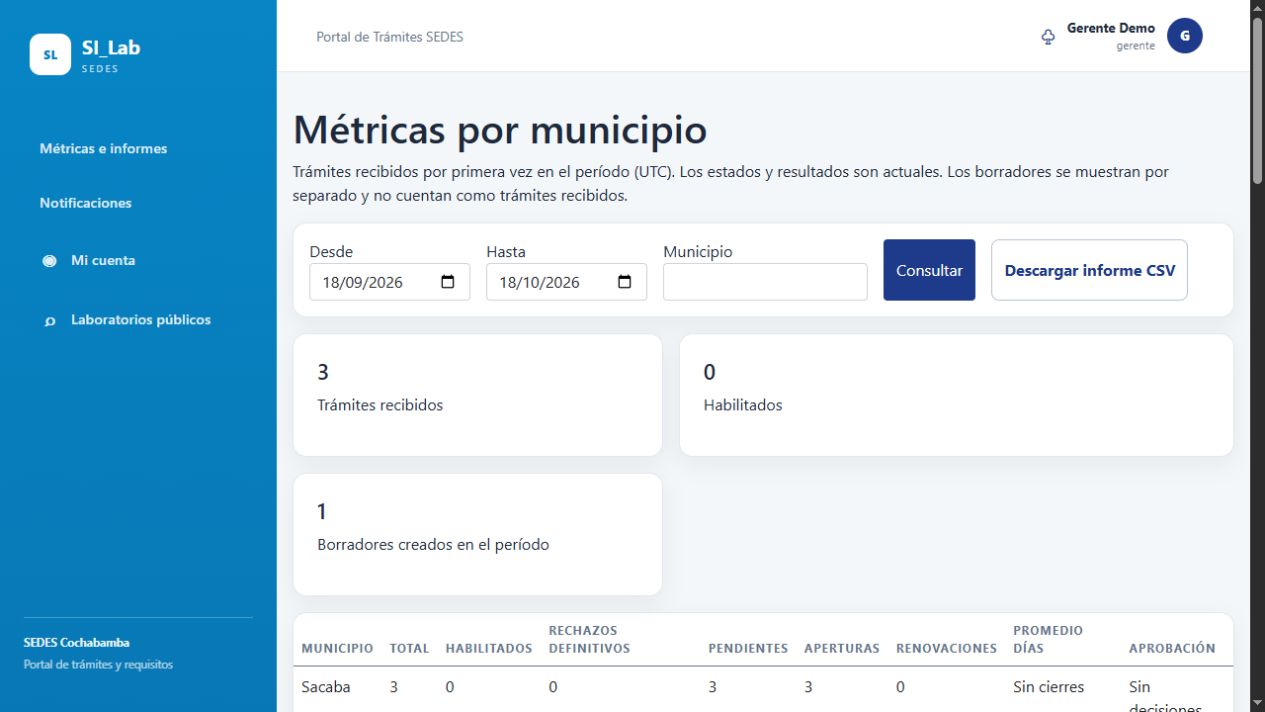 SL
SI_Lab
SEDES
Métricas e informes
Notificaciones
Mi cuenta
Laboratorios públicos
SEDES Cochabamba
Portal de trámites y requisitos
Portal de Trámites SEDES
Gerente Demo
gerente
G
Métricas por municipio
Trámites recibidos por primera vez en el período (UTC). Los estados y resultados son actuales. Los borradores se muestran por
separado y no cuentan como trámites recibidos.
Desde Hasta Municipio
18/09/2026 18/10/2026
Consultar
Descargar informe CSV
3
Trámites recibidos
0
Habilitados
1
Borradores creados en el período
MUNICIPIO TOTAL HABILITADOS RECHAZOS DEFINITIVOS PENDIENTES APERTURAS RENOVACIONES PROMEDIO DÍAS APROBACIÓN
Sacaba 3 0 0 3 3 0 Sin cierres Sin decisiones